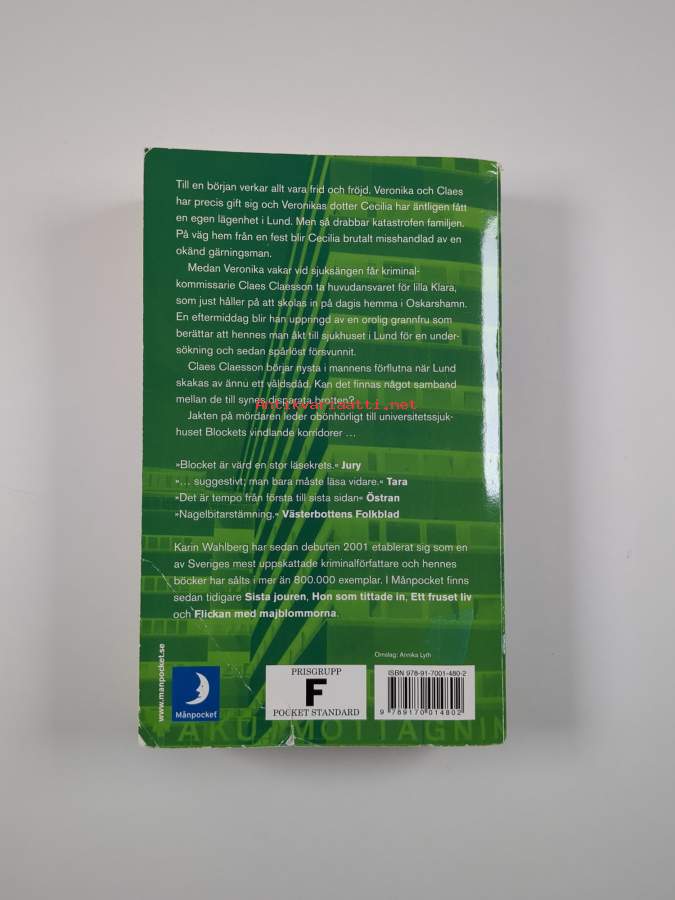 Till en början verkar allt vara frid och fröjd. Veronika och Claes
har precis gift sig och Veronikas dotter Cecilia har äntligen fått
en egen lägenhet i Lund. Men så drabbar katastrofen familjen.
På väg hem från en fest blir Cecilia brutalt misshandlad av en
okänd gärningsman.
Medan Veronika vakar vid sjuksängen får kriminal-
kommissarie Claes Claesson ta huvudansvaret för lilla Klara,
som just håller på att skolas in på dagis hemma i Oskarshamn.
En eftermiddag blir han uppringd av en orolig grannfru som
berättar att hennes man åkt till sjukhuset i Lund för en under-
sökning och sedan spårlöst försvunnit.
Claes Claesson börjar nysta i mannens förflutna när Lund
skakas av ännu ett våldsdåd. Kan det finnas något samband
mellan de till synes disparata brotten?
Antikvariaatti.net
Jakten på mördaren leder obönhörligt till universitetssjuk-
huset Blockets vindlande korridorer ...
»Blocket är värd en stor läsekrets.« Jury
»... suggestivt; man bara måste läsa vidare.« Tara
»Det är tempo från första till sista sidan« Östran
»Nagelbitarstämning.« Västerbottens Folkblad
Karin Wahlberg har sedan debuten 2001 etablerat sig som en
av Sveriges mest uppskattade kriminalförfattare och hennes
böcker har sålts i mer än 800.000 exemplar. I Månpocket finns
sedan tidigare Sista jouren, Hon som tittade in, Ett fruset liv
och Flickan med majblommorna.
Omslag: Annika Lyth
www.manpocket.se
Månpocket
PRISGRUPP
F
POCKET STANDARD
ISBN 978-91-7001-480-2
9 789170 014802
AKUTMOTTAGNIN